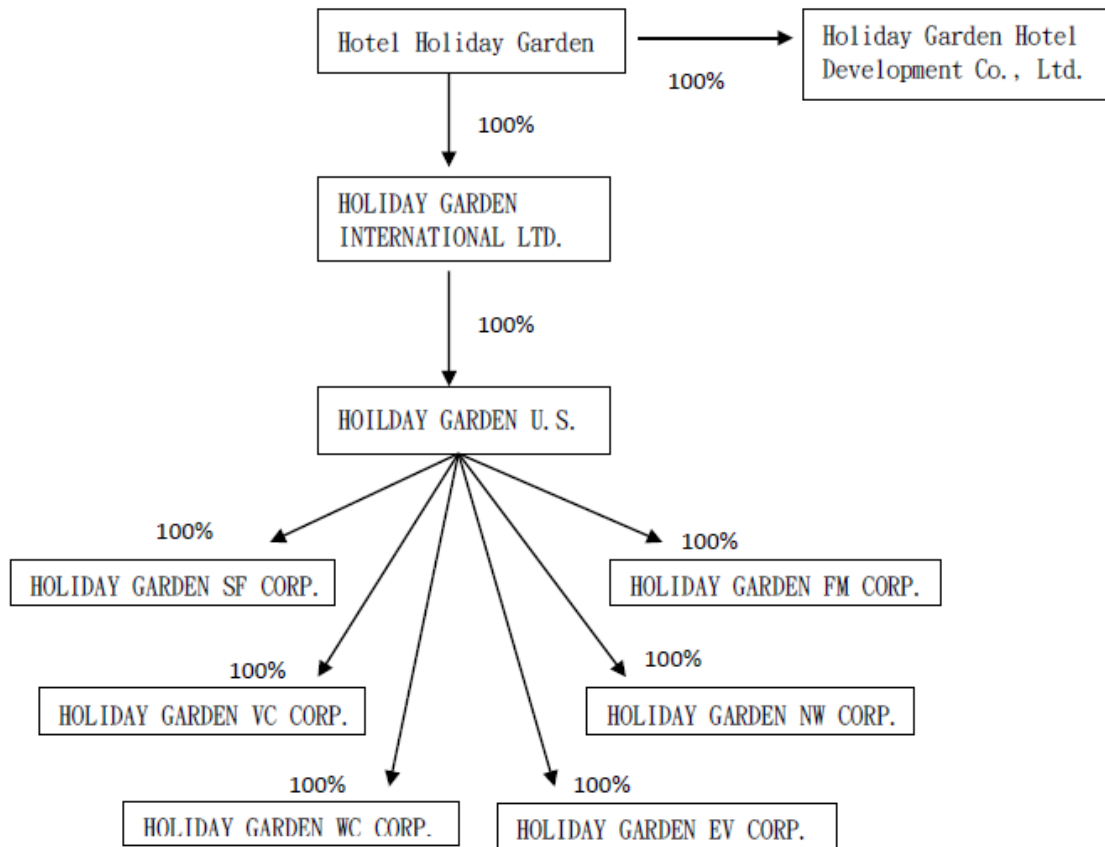 Hotel Holiday Garden
Holiday Garden Hotel
Development Co., Ltd.
100%
100%
HOLIDAY GARDEN
INTERNATIONAL LTD.
100%
HOILDAY GARDEN U.S.
100%
100%
HOLIDAY GARDEN SF CORP.
HOLIDAY GARDEN FM CORP.
100%
100%
HOLIDAY GARDEN VC CORP.
HOLIDAY GARDEN NW CORP.
100%
100%
HOLIDAY GARDEN WC CORP.
HOLIDAY GARDEN EV CORP.